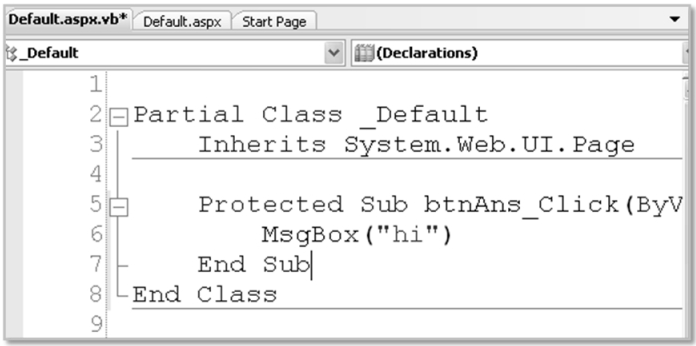 Default.aspx.vb* Default.aspx Start Page
_Default (Declarations)
1
2 Partial Class _Default
3 Inherits System.Web.UI.Page
4
5 Protected Sub btnAns_Click(ByV
6 MsgBox("hi")
7 End Sub
8 End Class
9